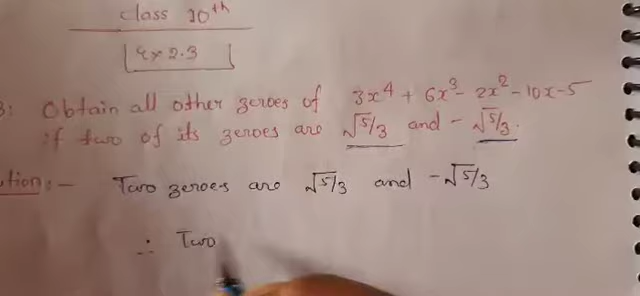 class 10th
Ex 2.3
3: Obtain all other zeroes of 3x⁴ + 6x³ - 2x² - 10x - 5
if two of its zeroes are √5/3 and - √5/3.
ution:- Two zeroes are √5/3 and -√5/3
∴ Two